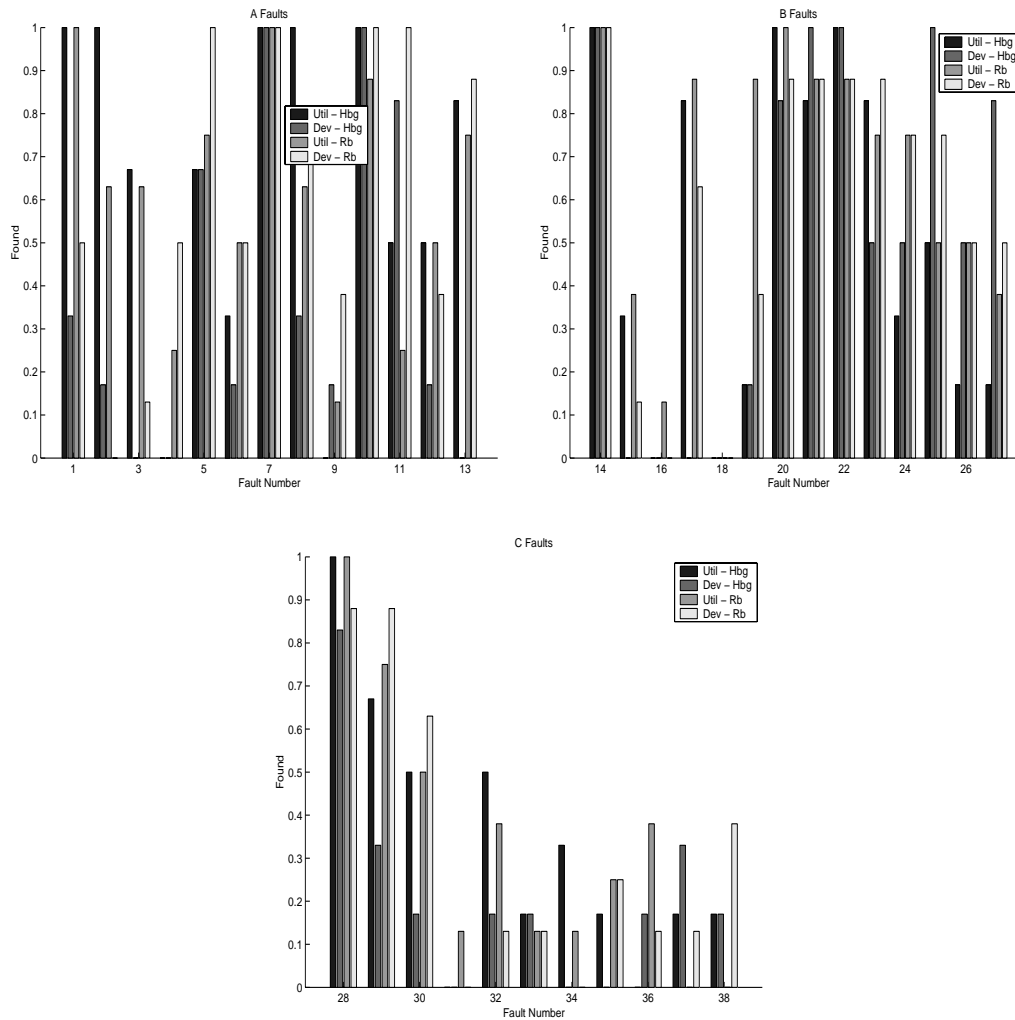 A Faults
1
0.9
0.8
0.7
0.6
0.5
0.4
0.3
0.2
0.1
0
Found
Util – Hbg
Dev – Hbg
Util – Rb
Dev – Rb
1 3 5 7 9 11 13
Fault Number
B Faults
1
0.9
0.8
0.7
0.6
0.5
0.4
0.3
0.2
0.1
0
Found
Util – Hbg
Dev – Hbg
Util – Rb
Dev – Rb
14 16 18 20 22 24 26
Fault Number
C Faults
1
0.9
0.8
0.7
0.6
0.5
0.4
0.3
0.2
0.1
0
Found
Util – Hbg
Dev – Hbg
Util – Rb
Dev – Rb
28 30 32 34 36 38
Fault Number